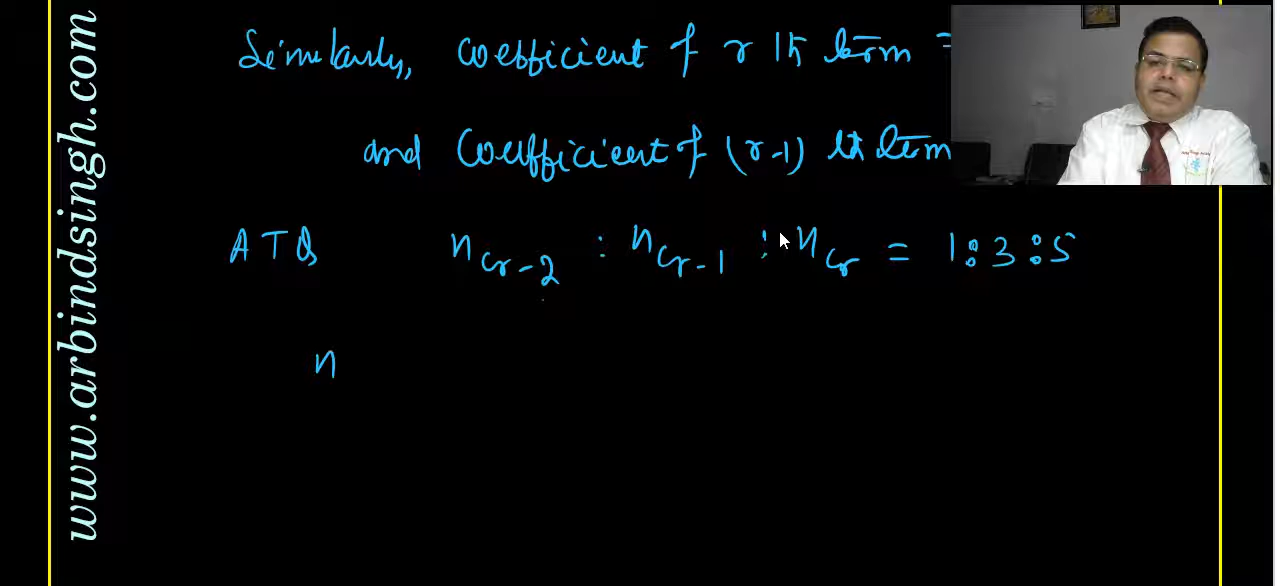 www.arbindsingh.com
Similarly, coefficient of r th term =
and coefficient of (r-1) th term
ATQ nCr-2 : nCr-1 : nCr = 1:3:5
n